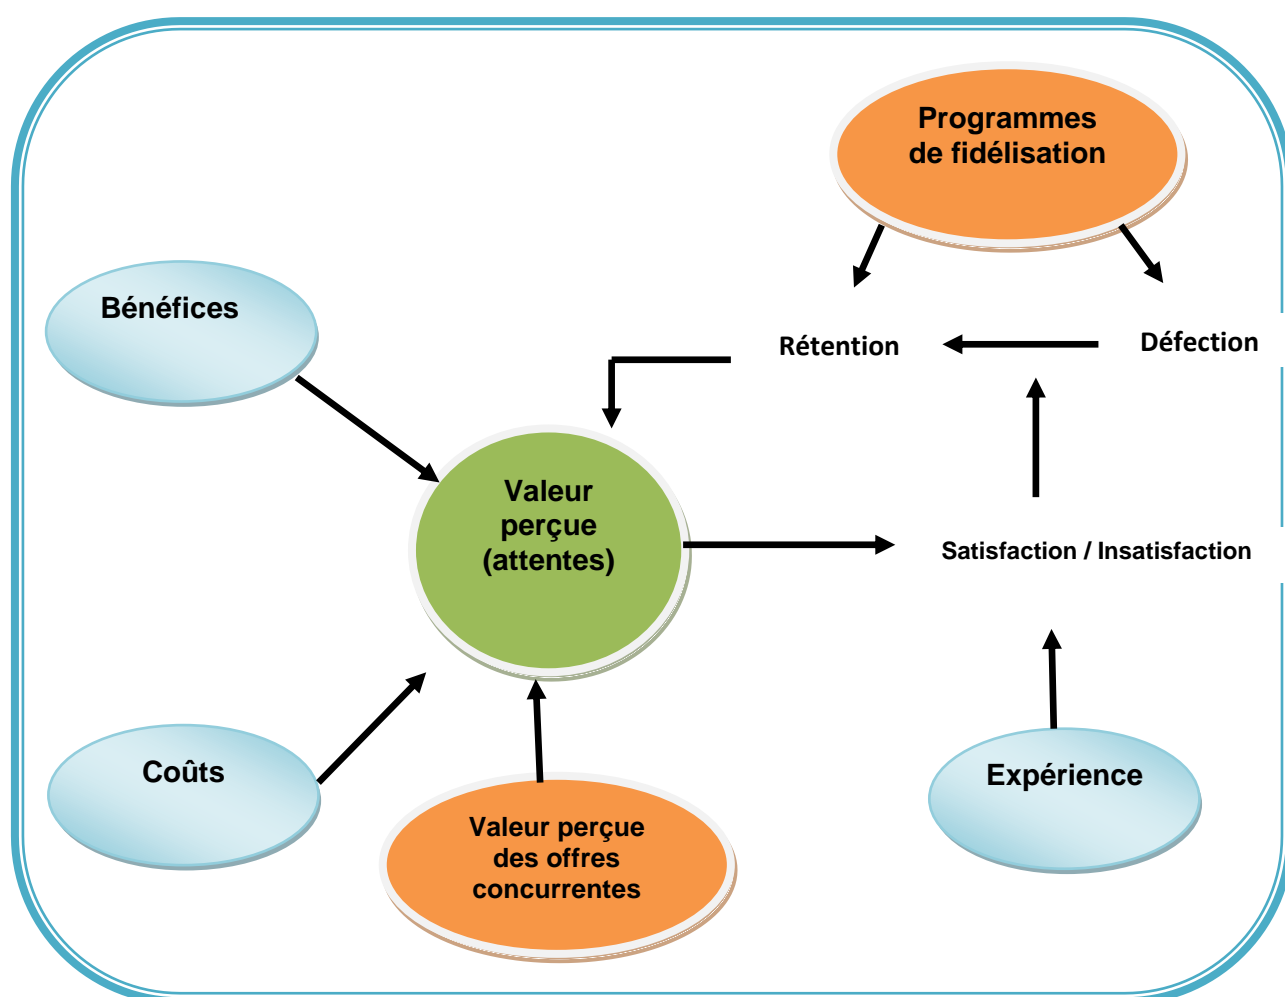 Programmes
de fidélisation
Bénéfices
Rétention
Défection
Valeur
perçue
(attentes)
Satisfaction / Insatisfaction
Coûts
Expérience
Valeur perçue
des offres
concurrentes